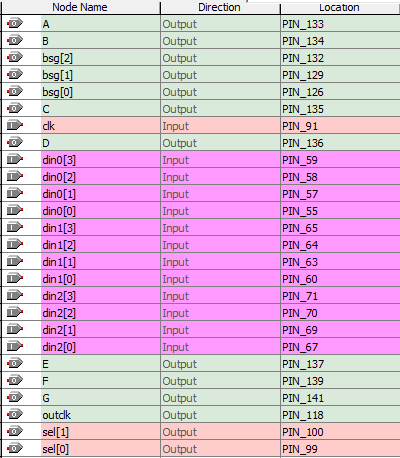 Node Name Direction Location
A Output PIN_133
B Output PIN_134
bsg[2] Output PIN_132
bsg[1] Output PIN_129
bsg[0] Output PIN_126
C Output PIN_135
clk Input PIN_91
D Output PIN_136
din0[3] Input PIN_59
din0[2] Input PIN_58
din0[1] Input PIN_57
din0[0] Input PIN_55
din1[3] Input PIN_65
din1[2] Input PIN_64
din1[1] Input PIN_63
din1[0] Input PIN_60
din2[3] Input PIN_71
din2[2] Input PIN_70
din2[1] Input PIN_69
din2[0] Input PIN_67
E Output PIN_137
F Output PIN_139
G Output PIN_141
outclk Output PIN_118
sel[1] Output PIN_100
sel[0] Output PIN_99